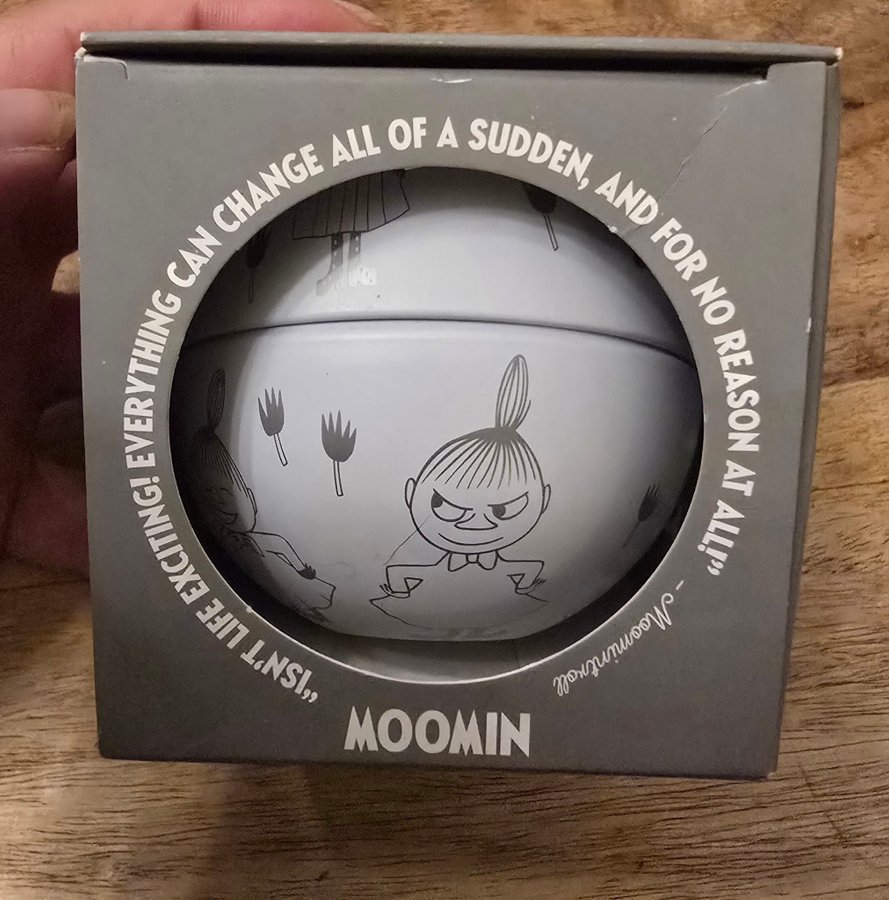 "ISN'T LIFE EXCITING! EVERYTHING CAN CHANGE ALL OF A SUDDEN, AND FOR NO REASON AT ALL!"
- Moomintroll
MOOMIN